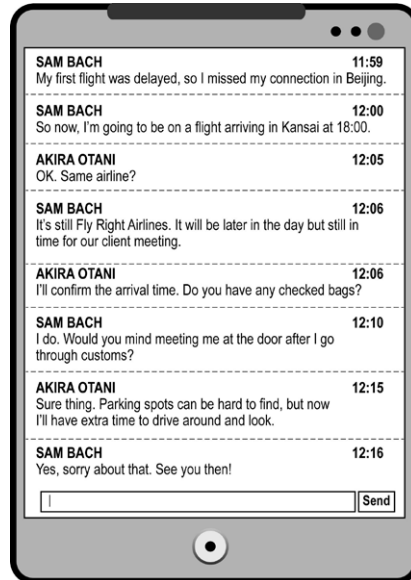 SAM BACH 11:59
My first flight was delayed, so I missed my connection in Beijing.
SAM BACH 12:00
So now, I'm going to be on a flight arriving in Kansai at 18:00.
AKIRA OTANI 12:05
OK. Same airline?
SAM BACH 12:06
It's still Fly Right Airlines. It will be later in the day but still in
time for our client meeting.
AKIRA OTANI 12:06
I'll confirm the arrival time. Do you have any checked bags?
SAM BACH 12:10
I do. Would you mind meeting me at the door after I go
through customs?
AKIRA OTANI 12:15
Sure thing. Parking spots can be hard to find, but now
I'll have extra time to drive around and look.
SAM BACH 12:16
Yes, sorry about that. See you then!
Send